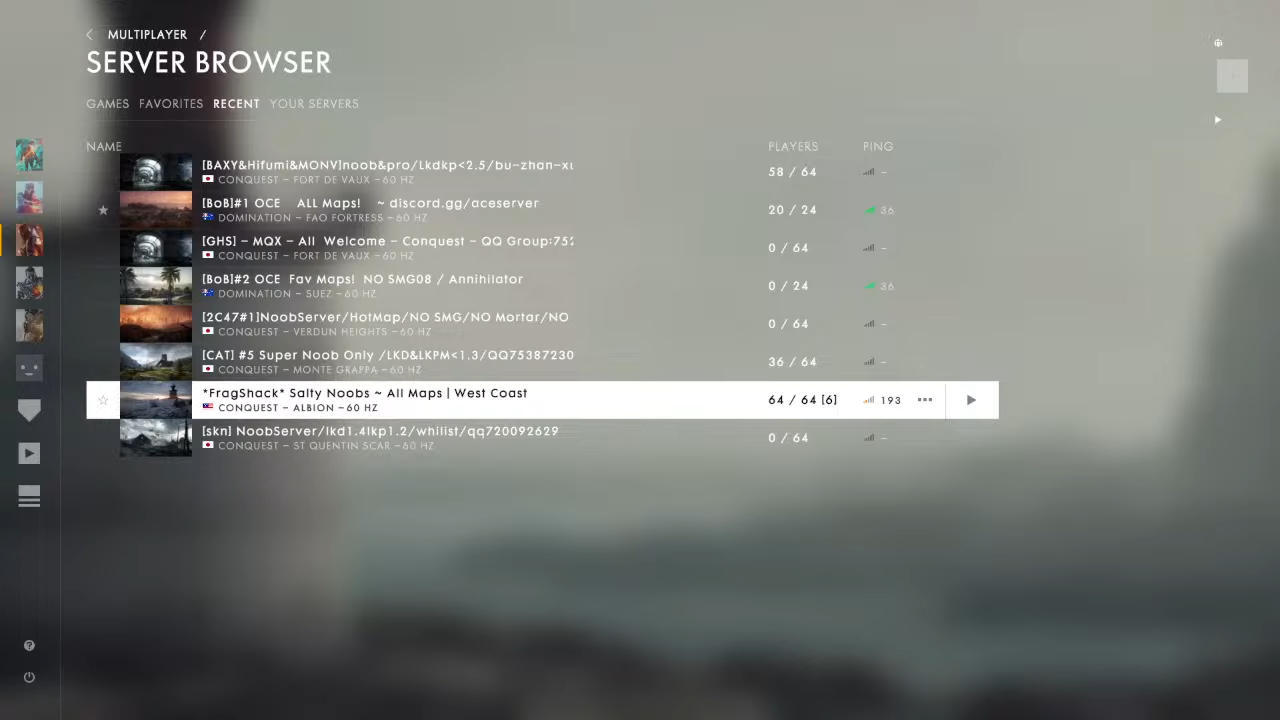 MULTIPLAYER /
SERVER BROWSER
GAMES FAVORITES RECENT YOUR SERVERS
NAME PLAYERS PING
[BAXY&Hifumi&MONV]noob&pro/Lkdkp<2.5/bu-zhan-xu
CONQUEST - FORT DE VAUX - 60 HZ
58 / 64 -
[BoB]#1 OCE ALL Maps! ~ discord.gg/aceserver
DOMINATION - FAO FORTRESS - 60 HZ
20 / 24 36
[GHS] - MQX - All Welcome - Conquest - QQ Group:752
CONQUEST - FORT DE VAUX - 60 HZ
0 / 64 -
[BoB]#2 OCE Fav Maps! NO SMG08 / Annihilator
DOMINATION - SUEZ - 60 HZ
0 / 24 36
[2C47#1]NoobServer/HotMap/NO SMG/NO Mortar/NO
CONQUEST - VERDUN HEIGHTS - 60 HZ
0 / 64 -
[CAT] #5 Super Noob Only /LKD&LKPM<1.3/QQ75387230
CONQUEST - MONTE GRAPPA - 60 HZ
36 / 64 -
*FragShack* Salty Noobs ~ All Maps | West Coast
CONQUEST - ALBION - 60 HZ
64 / 64 [6] 193
[skn] NoobServer/lkd1.4lkp1.2/whilist/qq720092629
CONQUEST - ST QUENTIN SCAR - 60 HZ
0 / 64 -